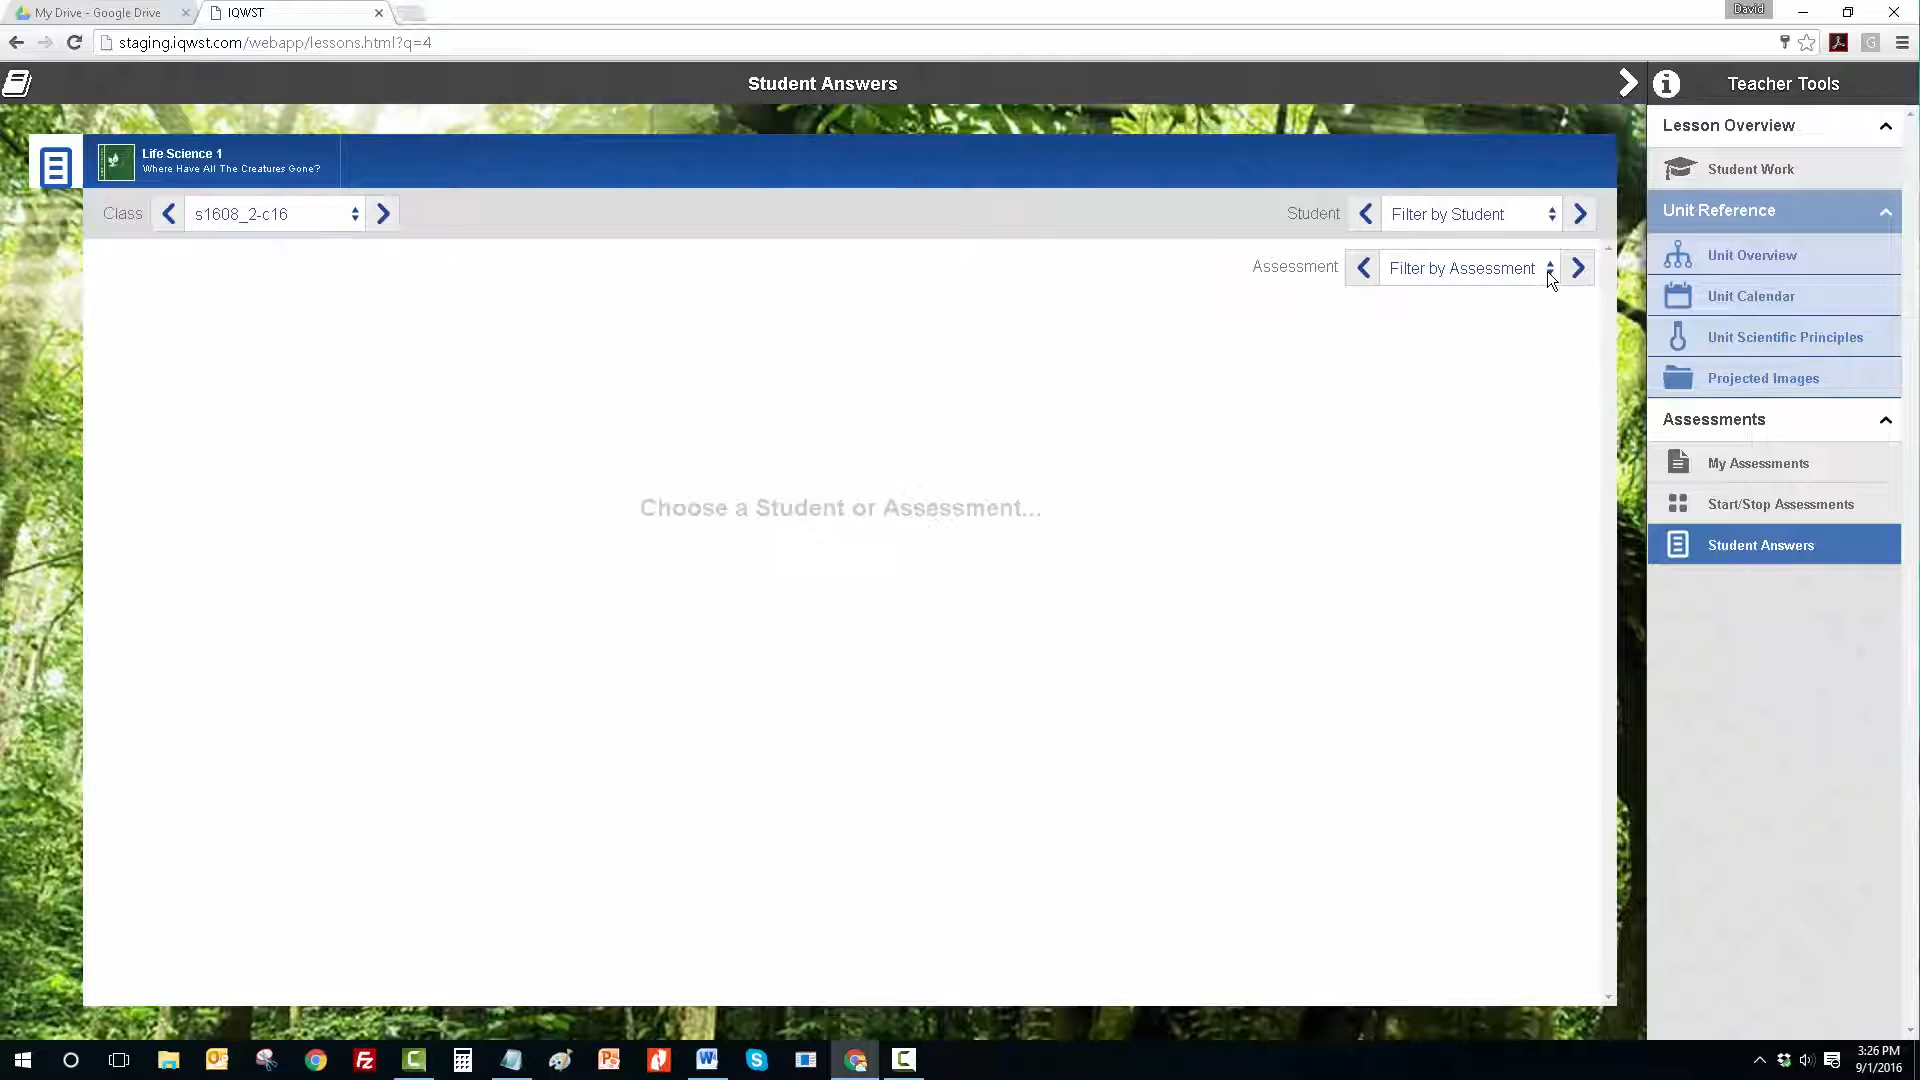 My Drive - Google Drive
IQWST
David
staging.iqwst.com/webapp/lessons.html?q=4
Student Answers
Teacher Tools
Life Science 1
Where Have All The Creatures Gone?
Class
s1608_2-c16
Student
Filter by Student
Assessment
Filter by Assessment
Choose a Student or Assessment...
Lesson Overview
Student Work
Unit Reference
Unit Overview
Unit Calendar
Unit Scientific Principles
Projected Images
Assessments
My Assessments
Start/Stop Assessments
Student Answers
3:26 PM
9/1/2016